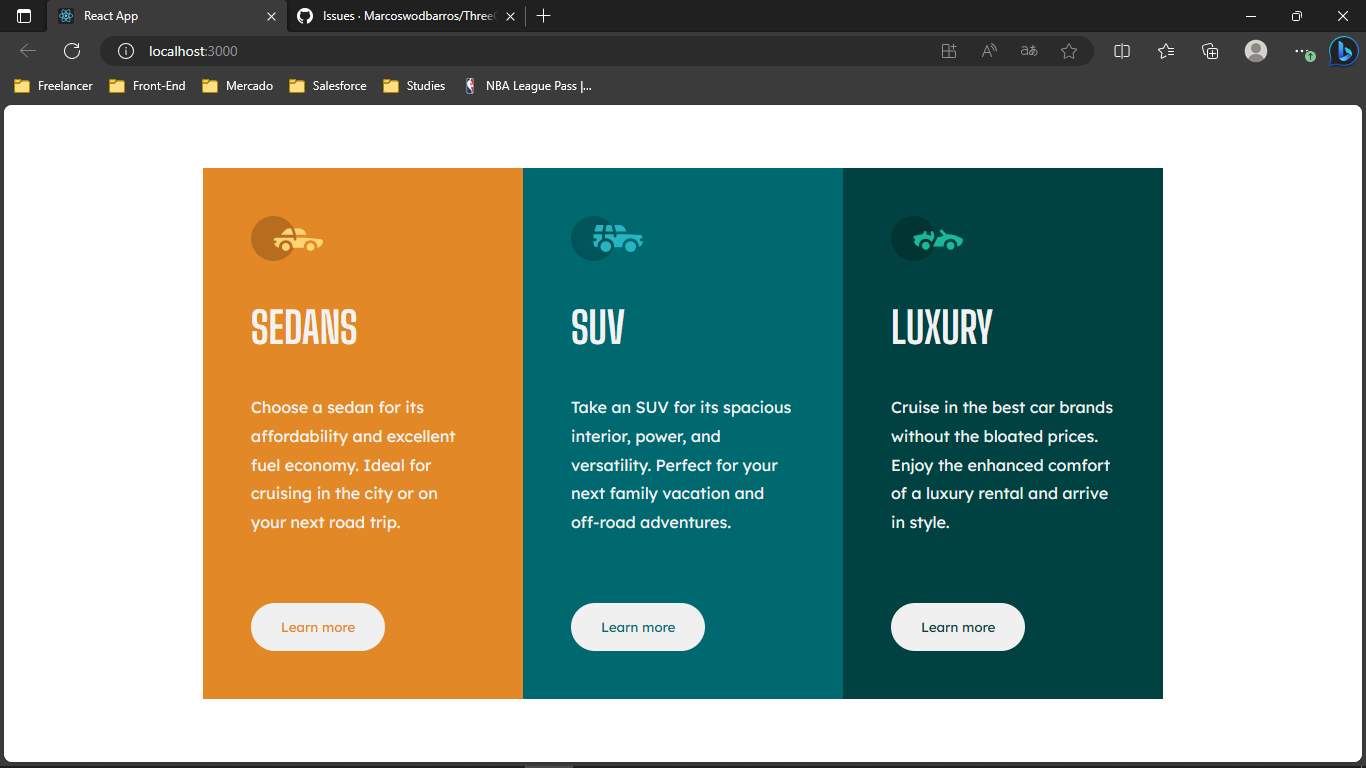 React App
Issues · Marcoswodbarros/Three
localhost:3000
Freelancer
Front-End
Mercado
Salesforce
Studies
NBA League Pass |...
SEDANS
Choose a sedan for its
affordability and excellent
fuel economy. Ideal for
cruising in the city or on
your next road trip.
Learn more
SUV
Take an SUV for its spacious
interior, power, and
versatility. Perfect for your
next family vacation and
off-road adventures.
Learn more
LUXURY
Cruise in the best car brands
without the bloated prices.
Enjoy the enhanced comfort
of a luxury rental and arrive
in style.
Learn more